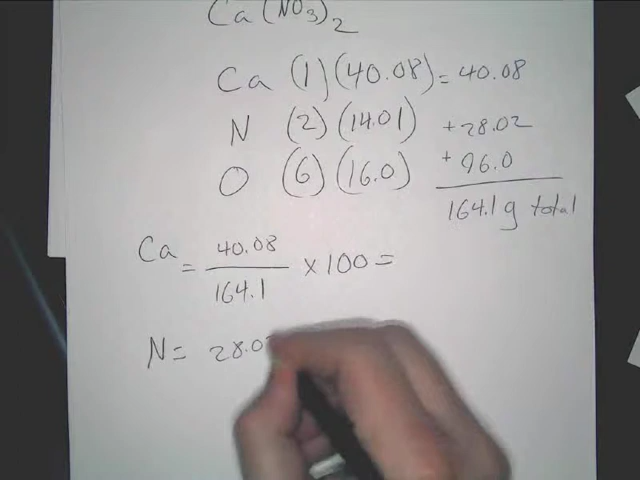 Ca(NO3)2
Ca (1)(40.08) = 40.08
N (2)(14.01) +28.02
O (6)(16.0) +96.0
164.1 g total
Ca = 40.08/164.1 x 100 =
N = 28.0